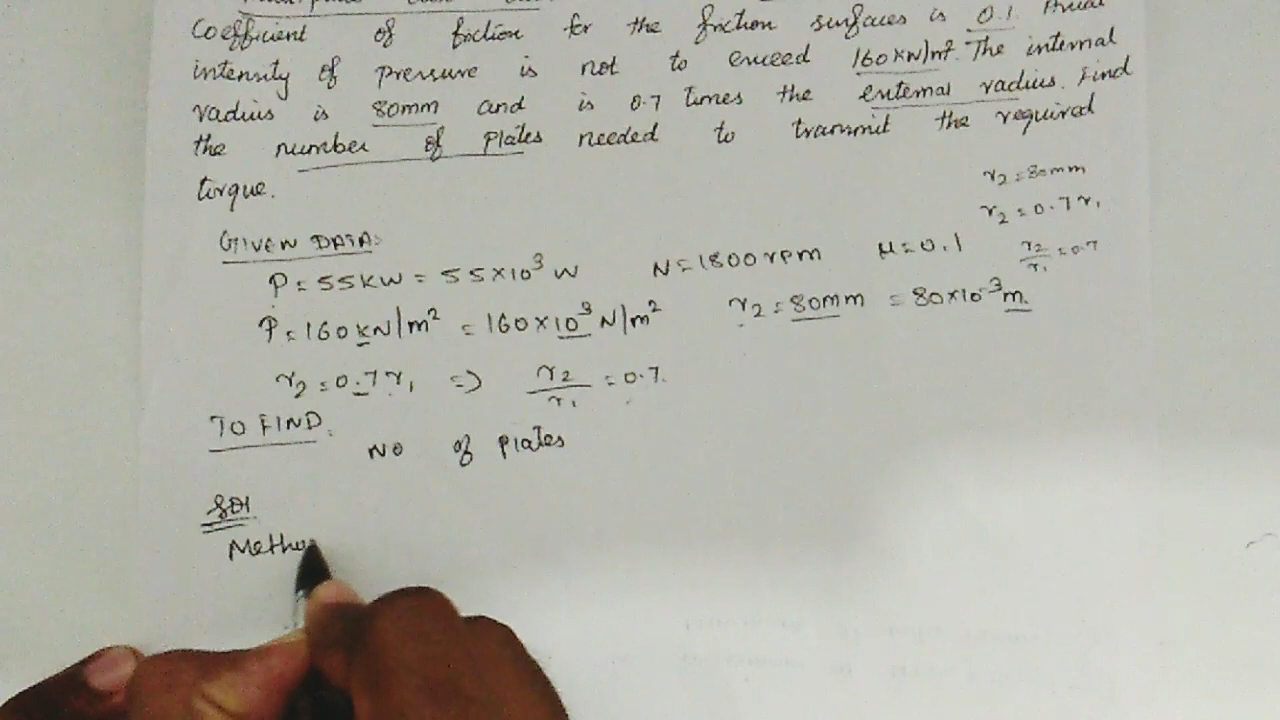 Coefficient of friction for the friction surfaces is 0.1. Axial
intensity of pressure is not to exceed 160KN/m². The internal
radius is 80mm and is 0.7 times the external radius. Find
the number of plates needed to transmit the required
torque.
r₂ = 80mm
r₂ = 0.7 r₁
r₂/r₁ = 0.7
GIVEN DATA:
P = 55KW = 55×10³ W N = 1800 rpm μ = 0.1
P = 160 kN/m² = 160×10³ N/m² r₂ = 80mm = 80×10⁻³ m
r₂ = 0.7 r₁ => r₂/r₁ = 0.7.
TO FIND:
NO of plates
Sol
Metho